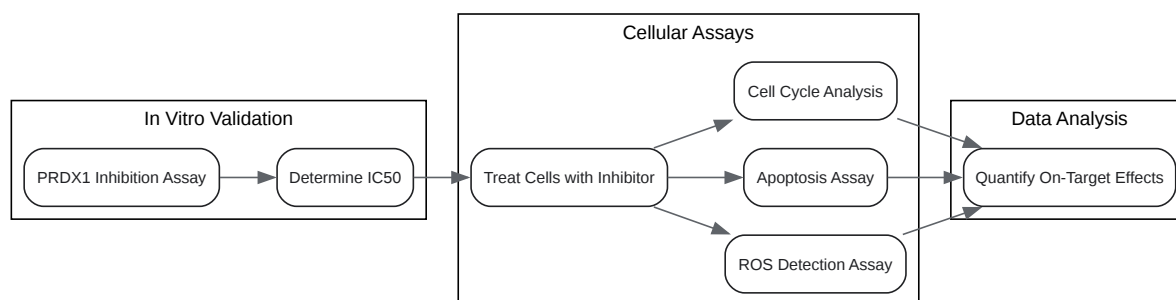 In Vitro Validation
PRDX1 Inhibition Assay
Determine IC50
Cellular Assays
Treat Cells with Inhibitor
Cell Cycle Analysis
Apoptosis Assay
ROS Detection Assay
Data Analysis
Quantify On-Target Effects